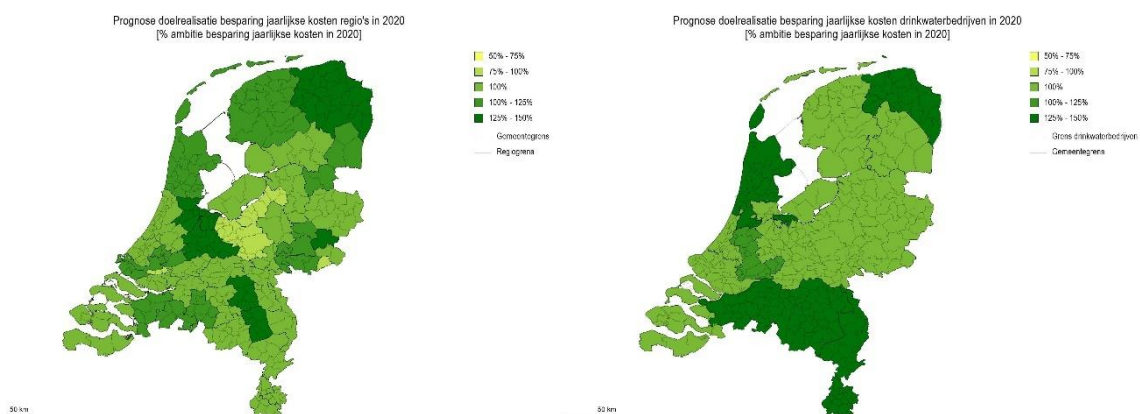 Prognose doelrealisatie besparing jaarlijkse kosten regio's in 2020
[% ambitie besparing jaarlijkse kosten in 2020]
50% - 75%
75% - 100%
100%
100% - 125%
125% - 150%
Gemeentegrens
Regiogrens
50 km
Prognose doelrealisatie besparing jaarlijkse kosten drinkwaterbedrijven in 2020
[% ambitie besparing jaarlijkse kosten in 2020]
50% - 75%
75% - 100%
100%
100% - 125%
125% - 150%
Grens drinkwaterbedrijven
Gemeentegrens
50 km